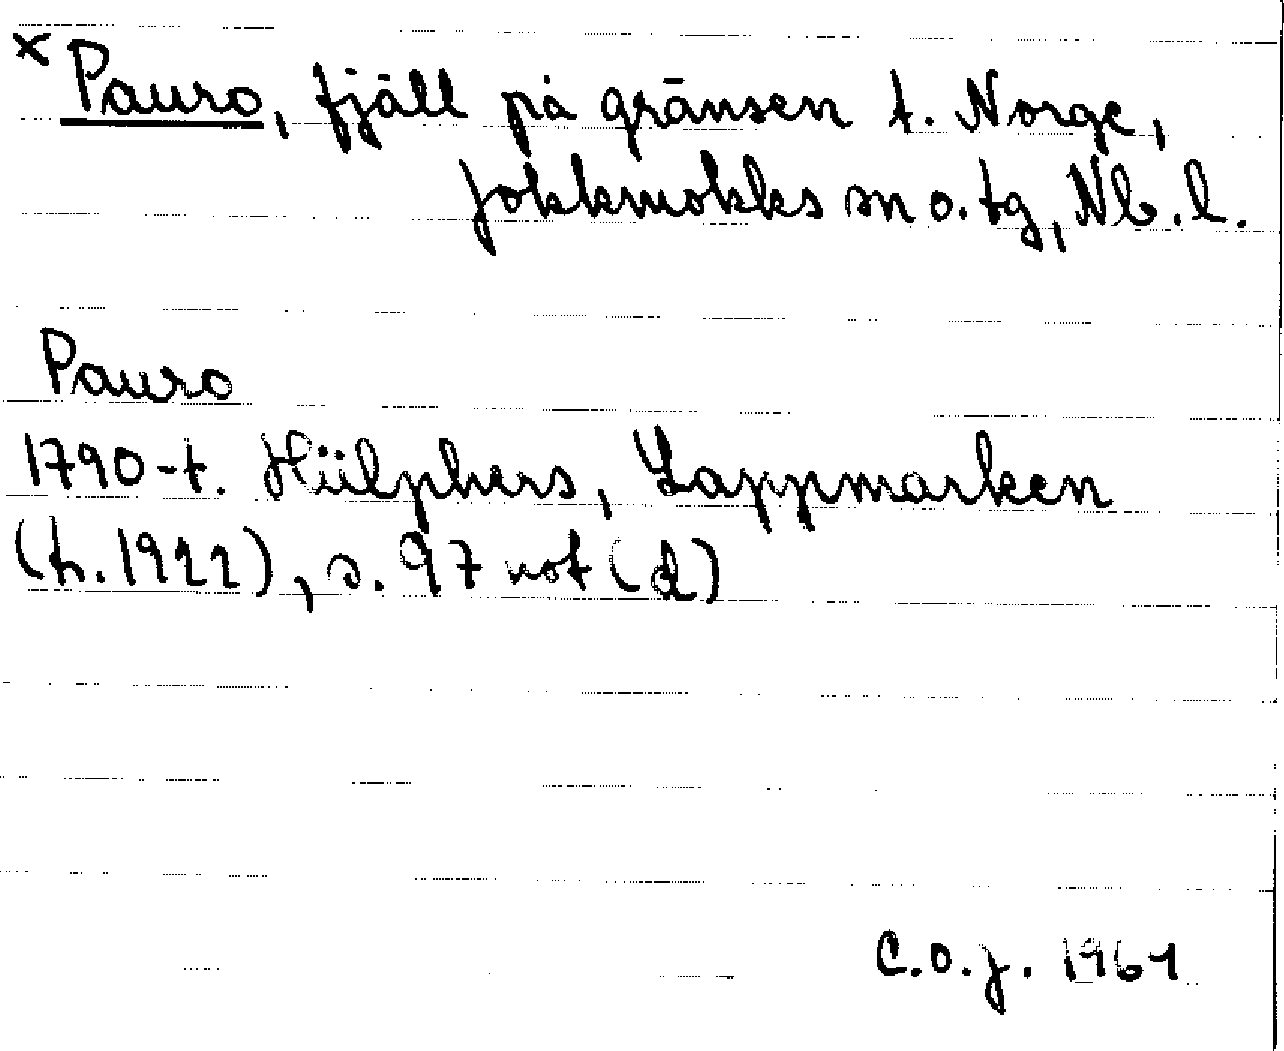 x Pauro, fjäll på gränsen t. Norge,
Jokkmokks sn o. tg, Nb. l.
Pauro
1790-t. Hülphers, Lappmarken
(h. 1922), s. 97 not (d)
C.O.J. 1961